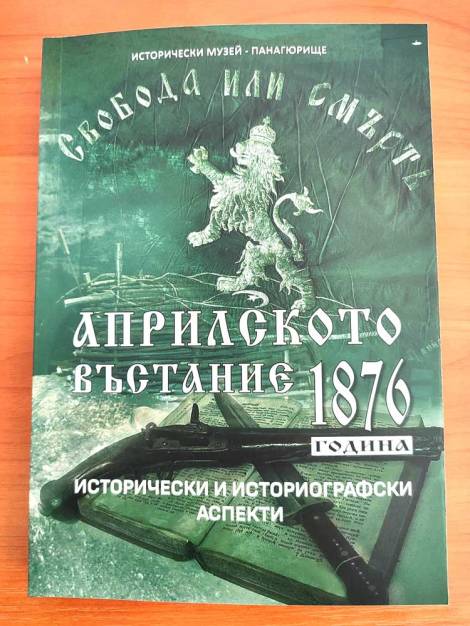 ИСТОРИЧЕСКИ МУЗЕЙ - ПАНАГЮРИЩЕ
СВОБОДА ИЛИ СМЪРТЬ
АПРИЛСКОТО
ВЪСТАНИЕ 1876
ГОДИНА
ИСТОРИЧЕСКИ И ИСТОРИОГРАФСКИ
АСПЕКТИ